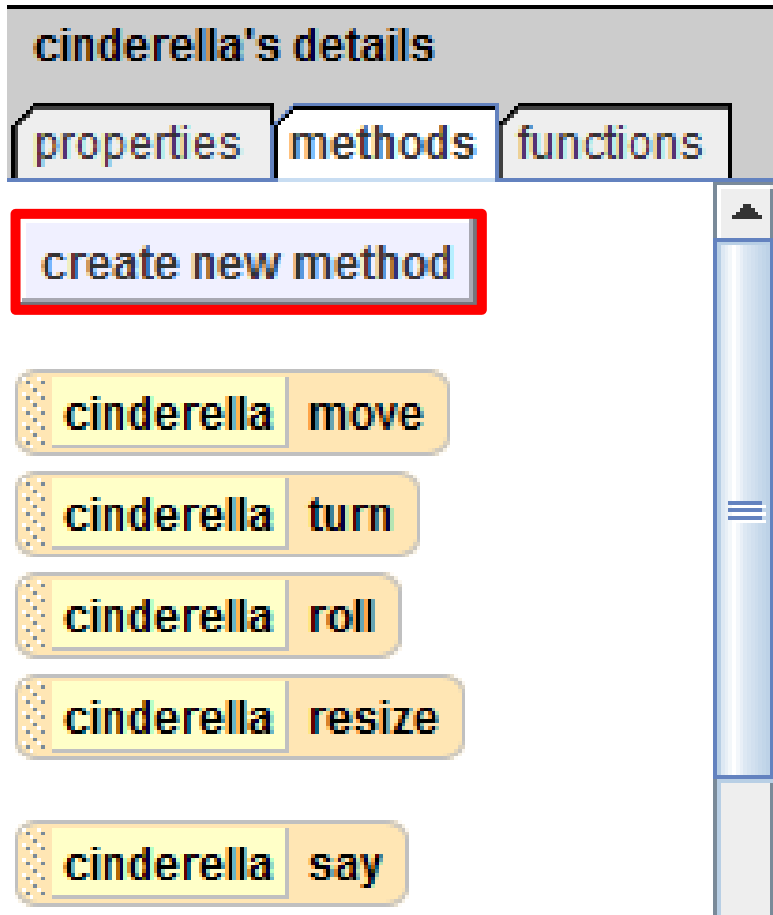 cinderella's details
properties methods functions
create new method
cinderella move
cinderella turn
cinderella roll
cinderella resize
cinderella say